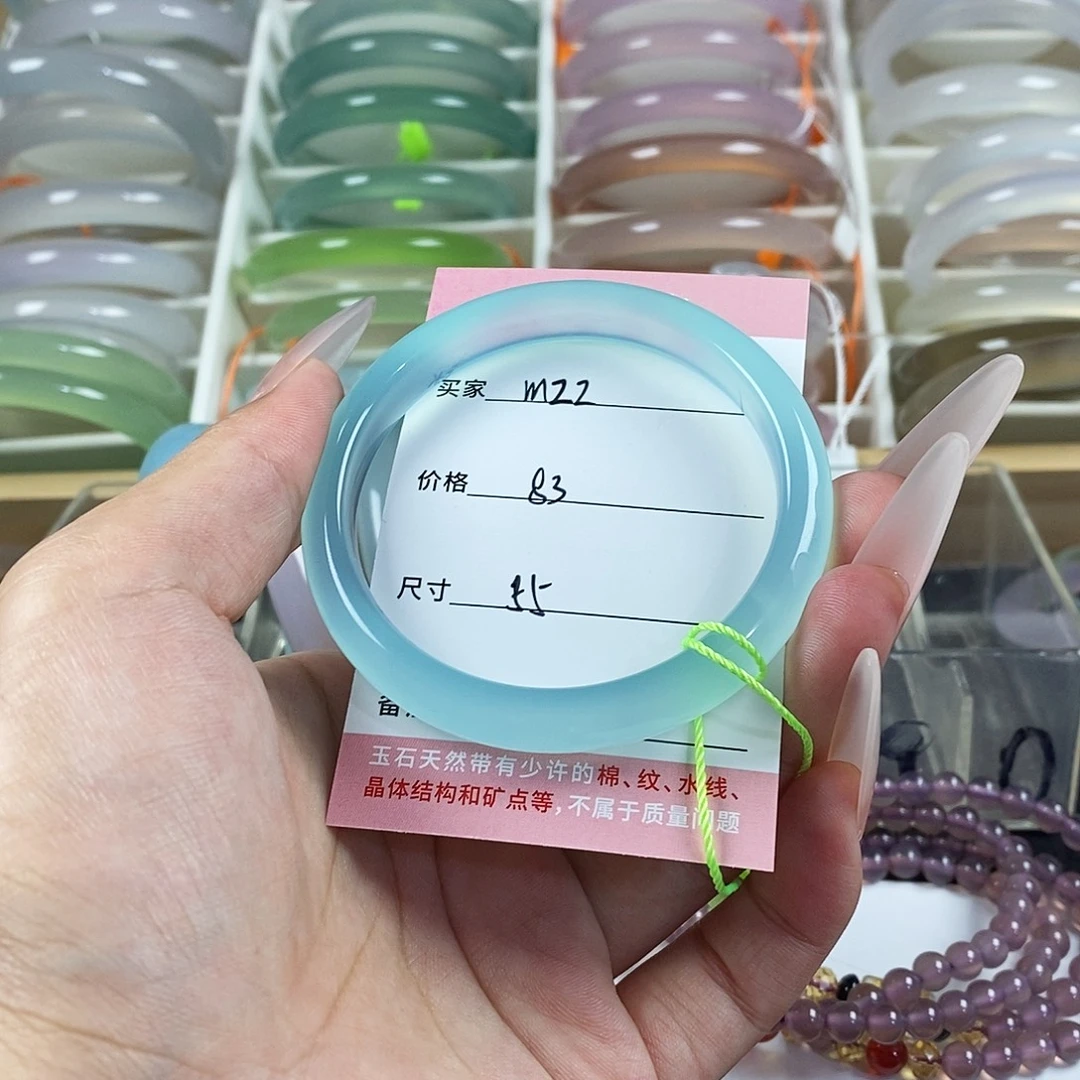 买家 m22
价格 83
尺寸 55
备
玉石天然带有少许的棉、纹、水线、
晶体结构和矿点等,不属于质量问题